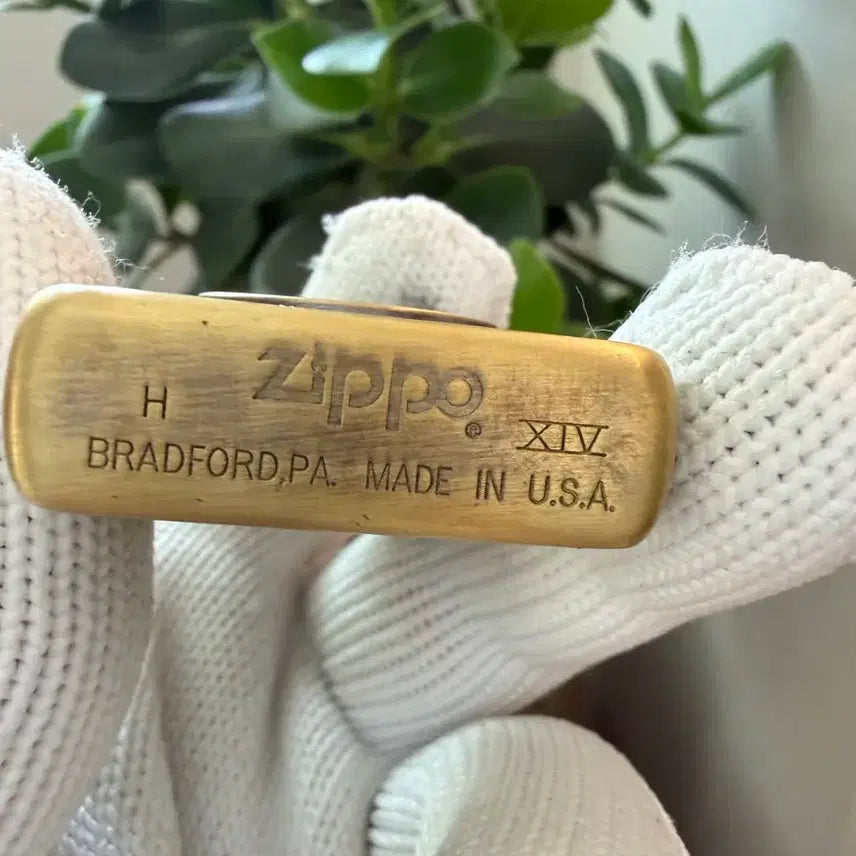 Zippo®
H XIV
BRADFORD,PA. MADE IN U.S.A.